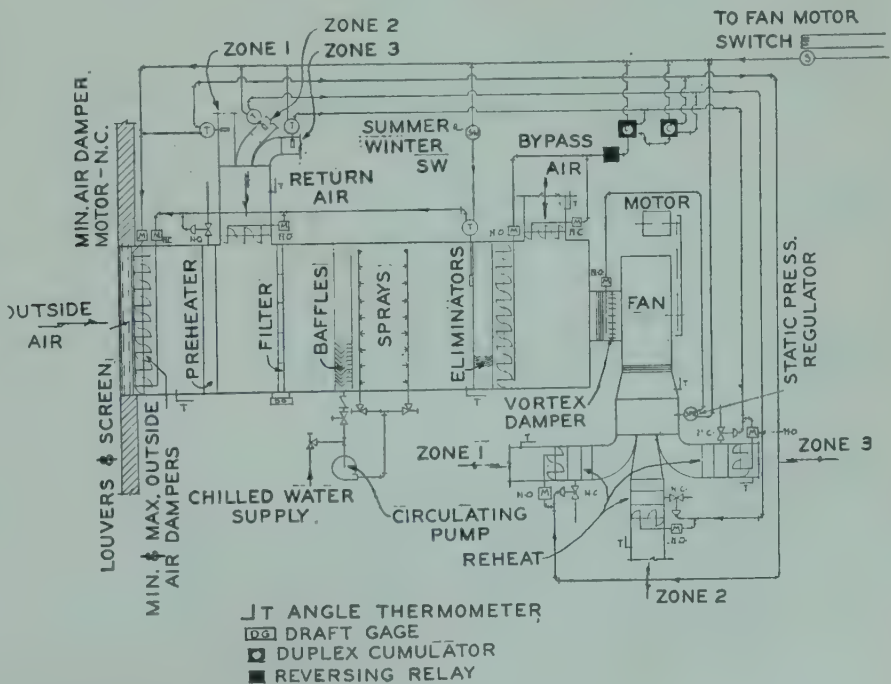 TO FAN MOTOR
SWITCH
S
ZONE 1
ZONE 2
ZONE 3
MIN. AIR DAMPER
MOTOR - N.C.
T
T
T
SUMMER &
WINTER
SW
SW
BYPASS
AIR
RETURN
AIR
T
T
MOTOR
M
M
N.C
N.O
M
N.O
T
N.O
M
M
N.C
N.O
M
STATIC PRESS.
REGULATOR
OUTSIDE
AIR
PREHEATER
FILTER
BAFFLES
SPRAYS
ELIMINATORS
FAN
T
DG
T
T
SW
VORTEX
DAMPER
LOUVERS & SCREEN
MIN. & MAX. OUTSIDE
AIR DAMPERS
CHILLED WATER
SUPPLY
CIRCULATING
PUMP
ZONE 1
T
N.O
M
N.C
N.C
M
N.O
T
ZONE 3
N.C
M
N.O
T
REHEAT
ZONE 2
T ANGLE THERMOMETER
DG DRAFT GAGE
DUPLEX CUMULATOR
REVERSING RELAY